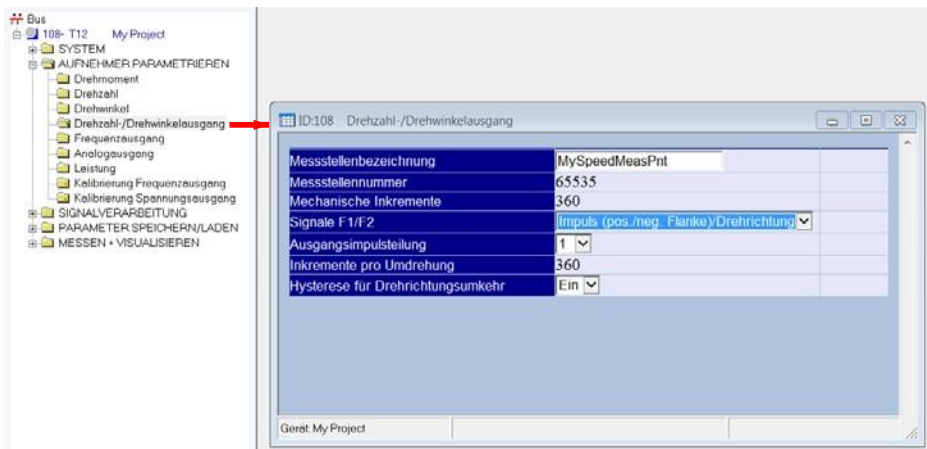 Bus
108- T12 My Project
SYSTEM
AUFNEHMER PARAMETRIEREN
Drehmoment
Drehzahl
Drehwinkel
Drehzahl-/Drehwinkelausgang
Frequenzausgang
Analogausgang
Leistung
Kalibrierung Frequenzausgang
Kalibrierung Spannungsausgang
SIGNALVERARBEITUNG
PARAMETER SPEICHERN/LADEN
MESSEN + VISUALISIEREN
ID:108 Drehzahl-/Drehwinkelausgang
Messstellenbezeichnung MySpeedMeasPnt
Messstellennummer 65535
Mechanische Inkremente 360
Signale F1/F2 Impuls (pos./neg. Flanke)/Drehrichtung
Ausgangsimpulsteilung 1
Inkremente pro Umdrehung 360
Hysterese für Drehrichtungsumkehr Ein
Gerät: My Project